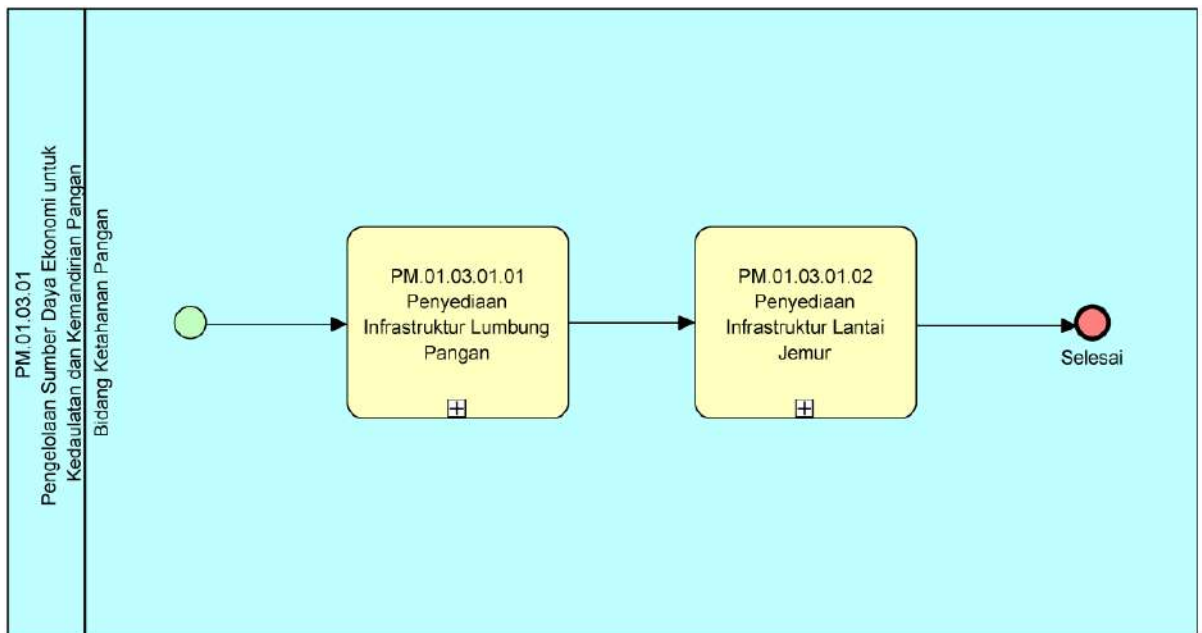 PM.01.03.01
Pengelolaan Sumber Daya Ekonomi untuk
Kedaulatan dan Kemandirian Pangan
Bidang Ketahanan Pangan
PM.01.03.01.01
Penyediaan
Infrastruktur Lumbung
Pangan
PM.01.03.01.02
Penyediaan
Infrastruktur Lantai
Jemur
Selesai